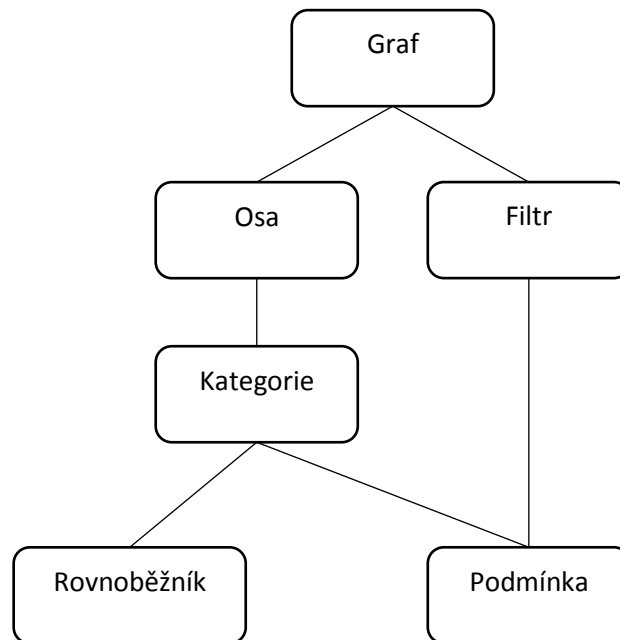 Graf
Osa
Filtr
Kategorie
Rovnoběžník
Podmínka